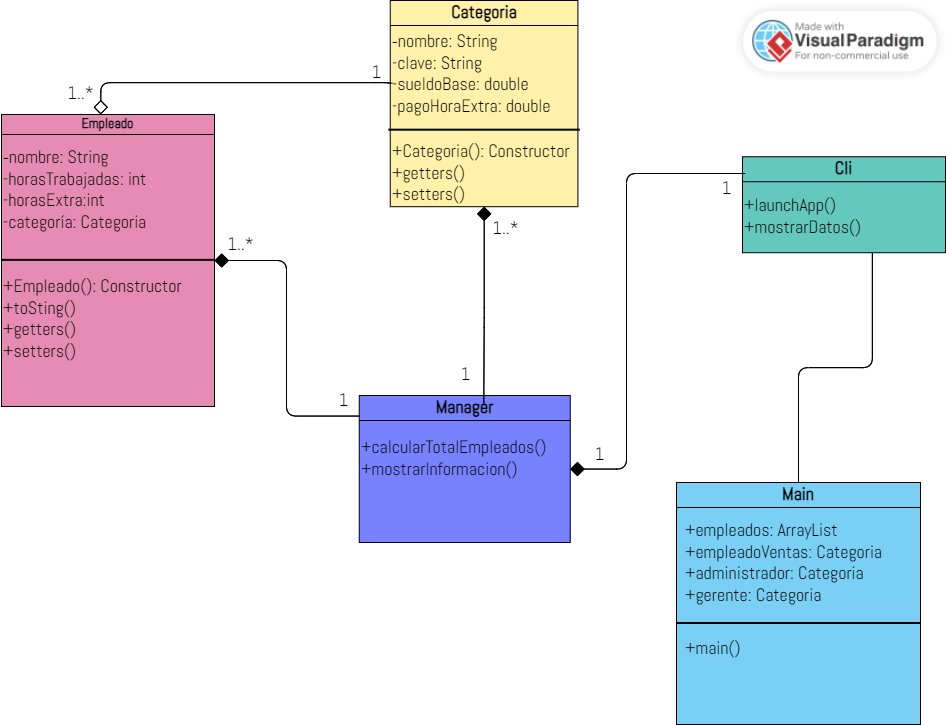 Categoria
-nombre: String
-clave: String
-sueldoBase: double
-pagoHoraExtra: double
+Categoria(): Constructor
+getters()
+setters()
Made with
Visual Paradigm
For non-commercial use
1
1..*
Empleado
-nombre: String
-horasTrabajadas: int
-horasExtra:int
-categoría: Categoria
+Empleado(): Constructor
+toSting()
+getters()
+setters()
1..*
1..*
Cli
+launchApp()
+mostrarDatos()
1
1
1
Manager
+calcularTotalEmpleados()
+mostrarInformacion()
1
Main
+empleados: ArrayList
+empleadoVentas: Categoria
+administrador: Categoria
+gerente: Categoria
+main()